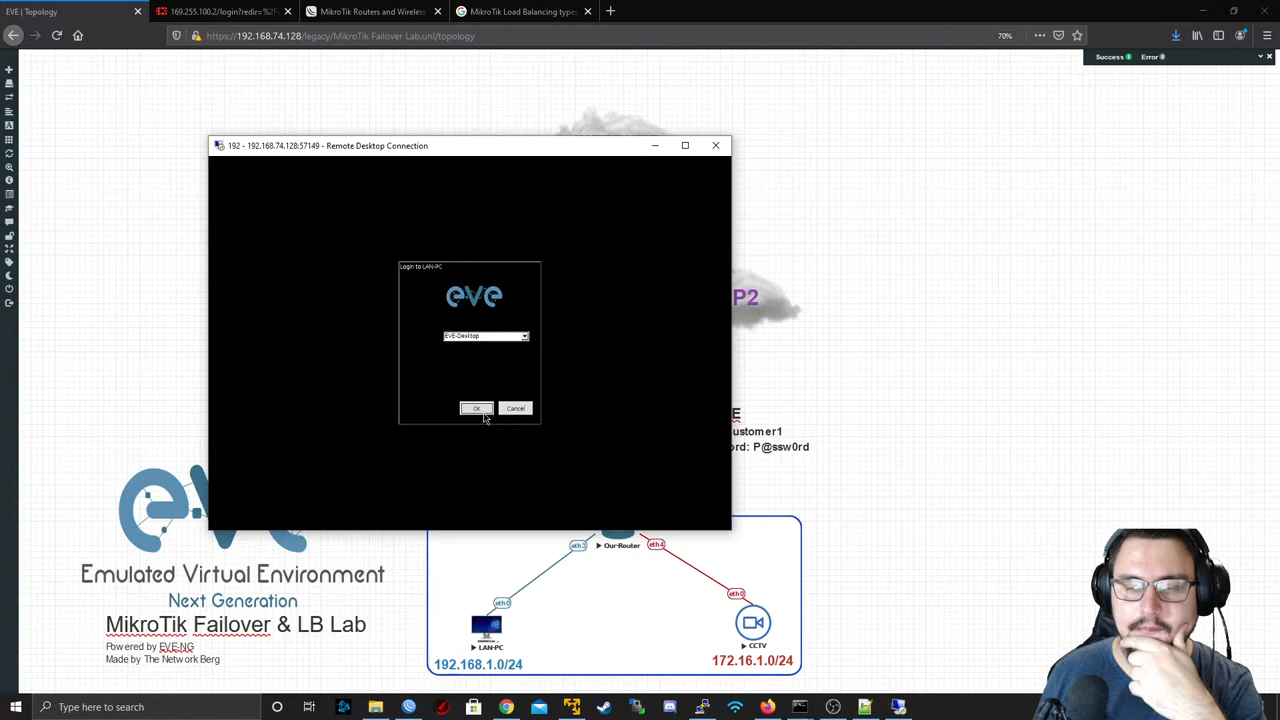 EVE | Topology
169.255.100.2/login?redir=%2F
MikroTik Routers and Wireless
MikroTik Load Balancing types
https://192.168.74.128/legacy/MikroTik Failover Lab.unl/topology
70%
Success 1 Error 0
192 - 192.168.74.128:57149 - Remote Desktop Connection
Login to LAN-PC
eve
EVE-Desktop
OK Cancel
P2
E
ustomer1
rd: P@ssw0rd
eve
Emulated Virtual Environment
Next Generation
MikroTik Failover & LB Lab
Powered by EVE-NG
Made by The Network Berg
Our-Router
eth3
eth4
eth0
eth0
LAN-PC
CCTV
192.168.1.0/24
172.16.1.0/24
Type here to search